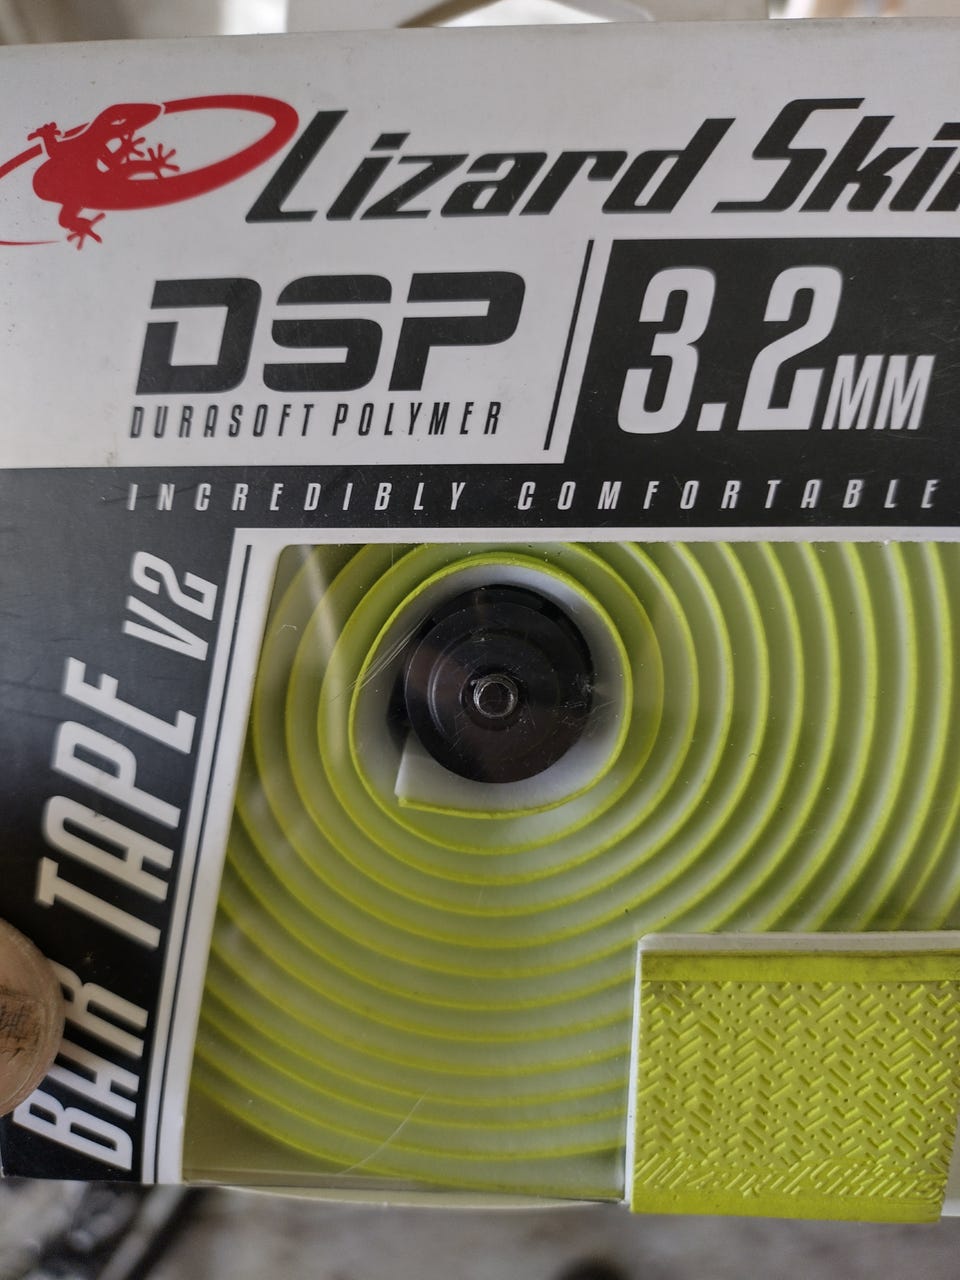 Lizard Ski
DSP
DURASOFT POLYMER
3.2MM
INCREDIBLY COMFORTABLE
BAR TAPE V2